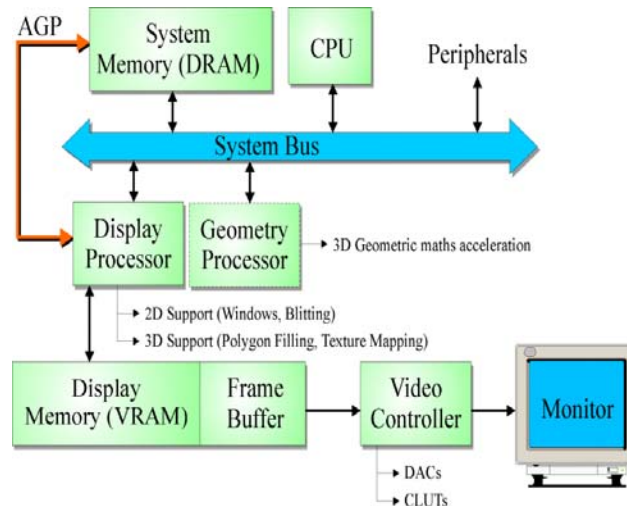 AGP
System
Memory (DRAM)
CPU
Peripherals
System Bus
Display
Processor
Geometry
Processor
3D Geometric maths acceleration
2D Support (Windows, Blitting)
3D Support (Polygon Filling, Texture Mapping)
Display
Memory (VRAM)
Frame
Buffer
Video
Controller
Monitor
DACs
CLUTs